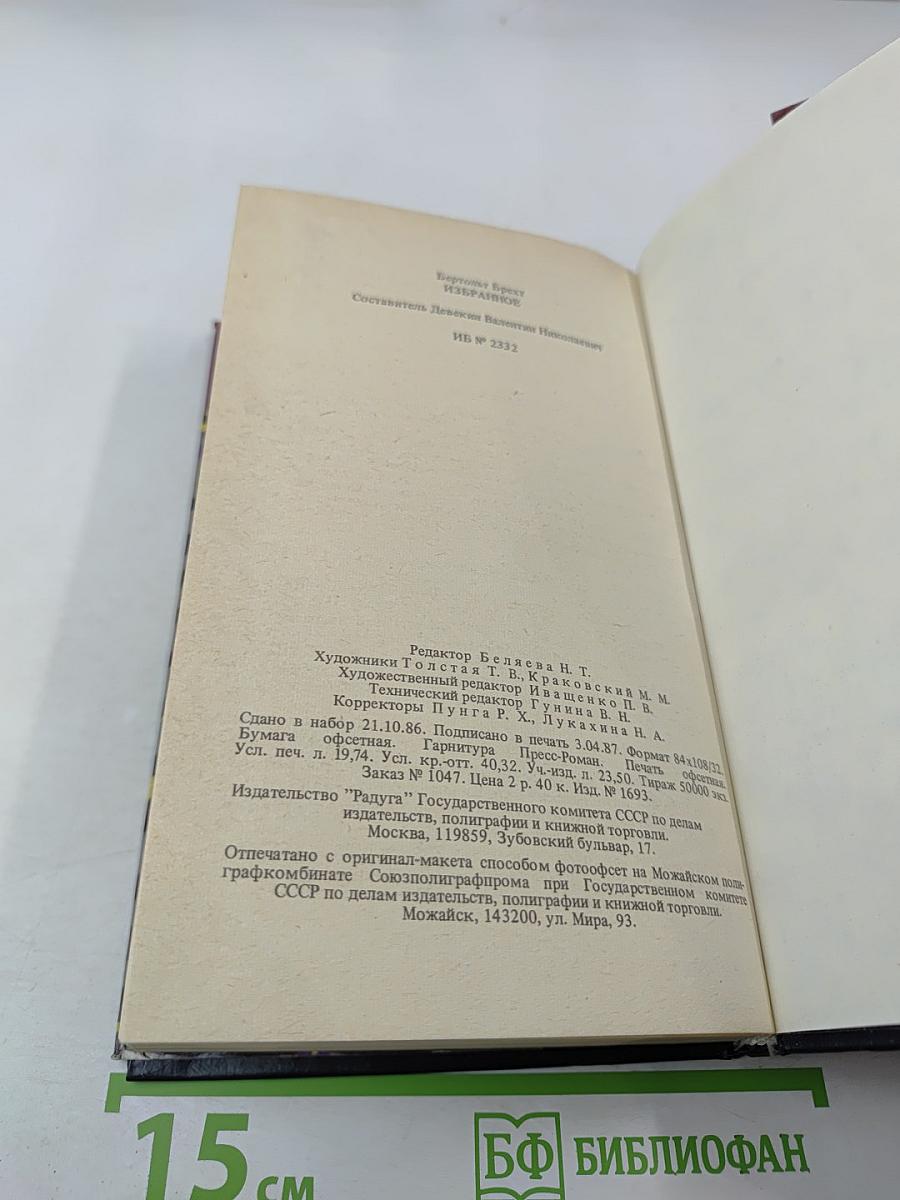 Бертольт Брехт
ИЗБРАННОЕ
Составитель Девекин Валентин Николаевич
ИБ № 2332
Редактор Беляева Н. Т.
Художники Толстая Т. В., Краковский М. М.
Художественный редактор Иващенко П. В.
Технический редактор Гунина В. Н.
Корректоры Пунга Р. Х., Лукахина Н. А.
Сдано в набор 21.10.86. Подписано в печать 3.04.87. Формат 84x108/32.
Бумага офсетная. Гарнитура Пресс-Роман. Печать офсетная.
Усл. печ. л. 19,74. Усл. кр.-отт. 40,32. Уч.-изд. л. 23,50. Тираж 50000 экз.
Заказ № 1047. Цена 2 р. 40 к. Изд. № 1693.
Издательство "Радуга" Государственного комитета СССР по делам
издательств, полиграфии и книжной торговли.
Москва, 119859, Зубовский бульвар, 17.
Отпечатано с оригинал-макета способом фотоофсет на Можайском поли-
графкомбинате Союзполиграфпрома при Государственном комитете
СССР по делам издательств, полиграфии и книжной торговли.
Можайск, 143200, ул. Мира, 93.
15 см
БФ БИБЛИОФАН